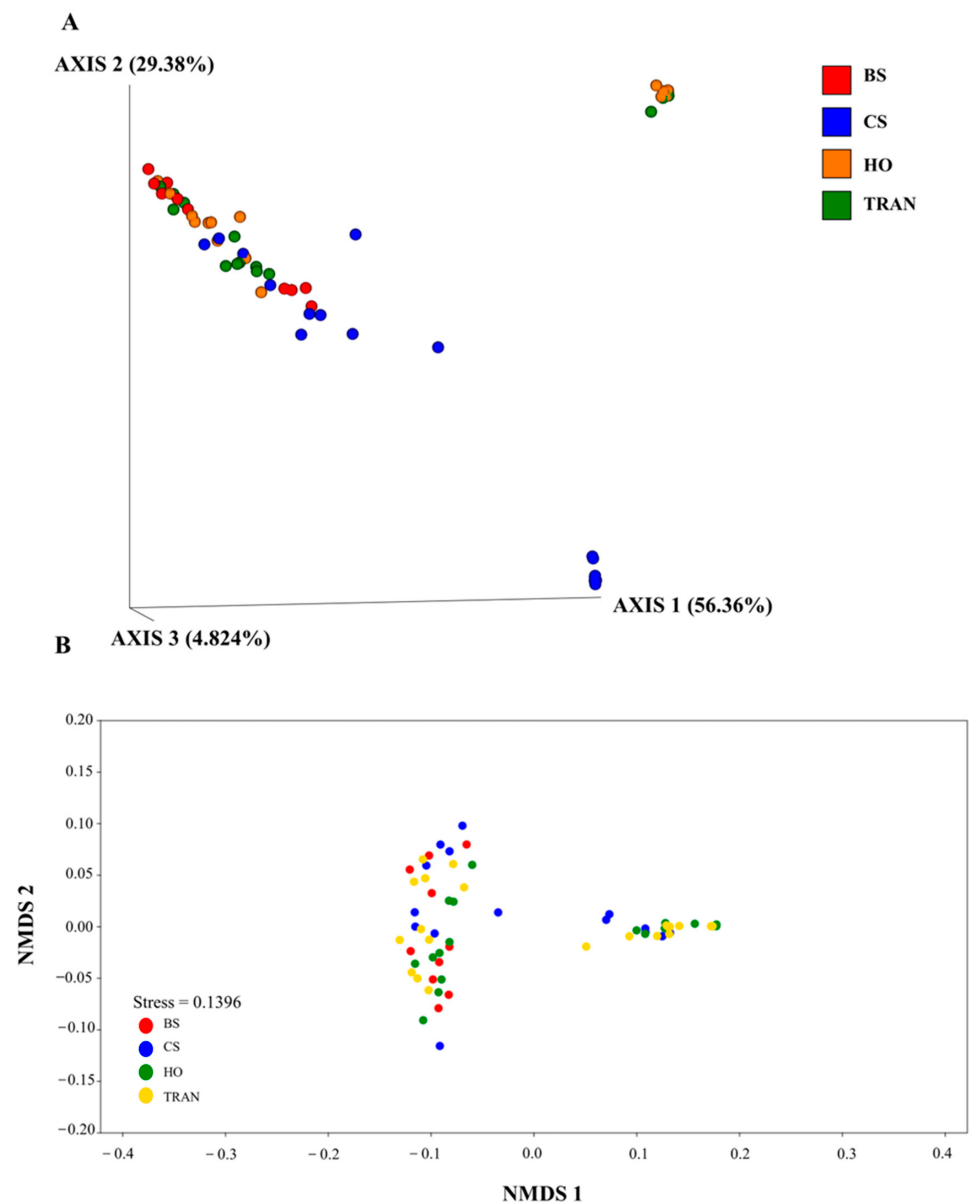 A
AXIS 2 (29.38%)
BS
CS
HO
TRAN
AXIS 1 (56.36%)
AXIS 3 (4.824%)
B
0.20
0.15
0.10
0.05
0.00
−0.05
−0.10
−0.15
−0.20
NMDS 2
Stress = 0.1396
BS
CS
HO
TRAN
−0.4 −0.3 −0.2 −0.1 0.0 0.1 0.2 0.3 0.4
NMDS 1